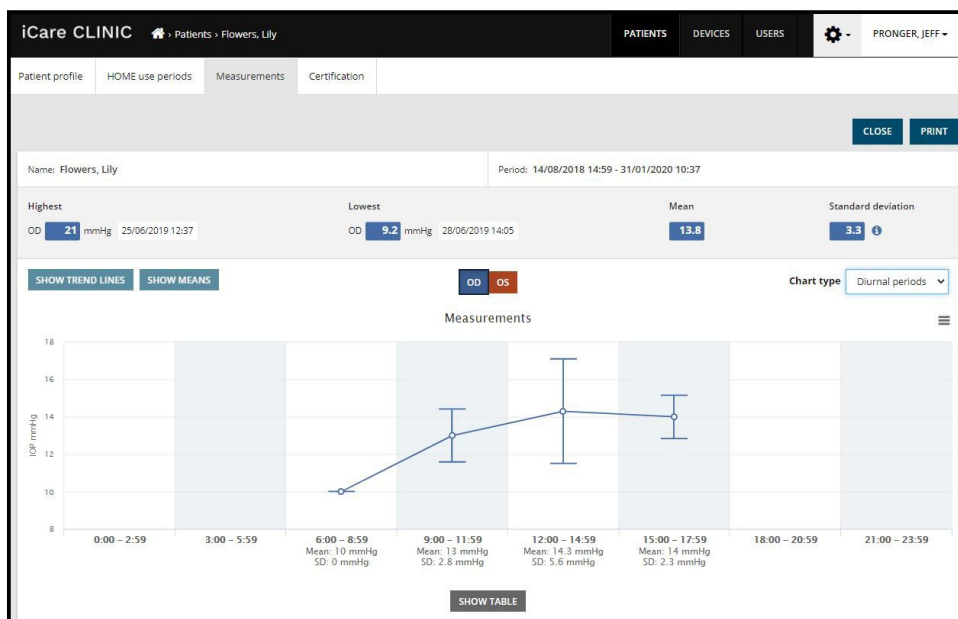 iCare CLINIC › Patients › Flowers, Lily PATIENTS DEVICES USERS PRONGER, JEFF
Patient profile HOME use periods Measurements Certification
CLOSE PRINT
Name: Flowers, Lily Period: 14/08/2018 14:59 - 31/01/2020 10:37
Highest Lowest Mean Standard deviation
OD 21 mmHg 25/06/2019 12:37 OD 9.2 mmHg 28/06/2019 14:05 13.8 3.3 i
SHOW TREND LINES SHOW MEANS OD OS Chart type Diurnal periods
Measurements
18
16
14
12
10
8
IOP mmHg
0:00 – 2:59 3:00 – 5:59 6:00 – 8:59 9:00 – 11:59 12:00 – 14:59 15:00 – 17:59 18:00 – 20:59 21:00 – 23:59
Mean: 10 mmHg Mean: 13 mmHg Mean: 14.3 mmHg Mean: 14 mmHg
SD: 0 mmHg SD: 2.8 mmHg SD: 5.6 mmHg SD: 2.3 mmHg
SHOW TABLE